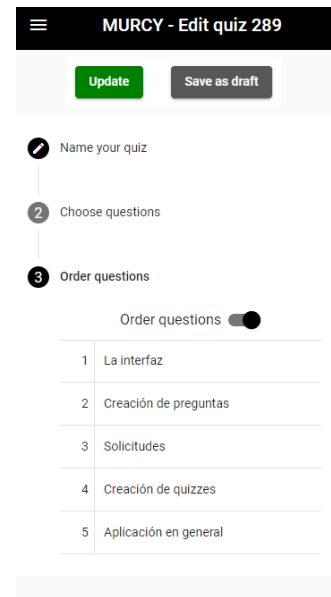 MURCY - Edit quiz 289
Update Save as draft
Name your quiz
2 Choose questions
3 Order questions
Order questions
1 La interfaz
2 Creación de preguntas
3 Solicitudes
4 Creación de quizzes
5 Aplicación en general